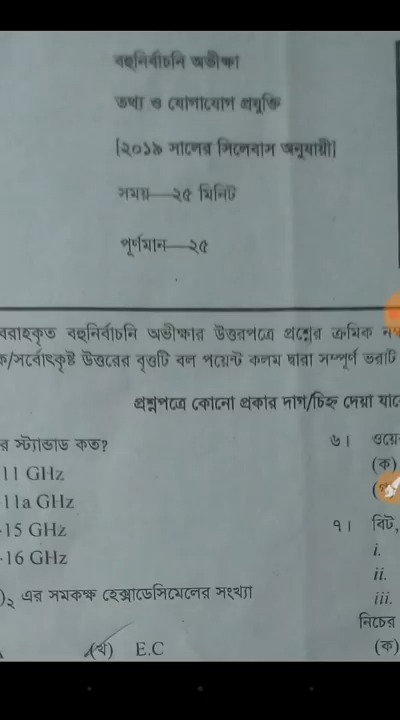 বহুনির্বাচনি অভীক্ষা
তথ্য ও যোগাযোগ প্রযুক্তি
[২০১৯ সালের সিলেবাস অনুযায়ী]
সময়—২৫ মিনিট
পূর্ণমান—২৫
বরাহকৃত বহুনির্বাচনি অভীক্ষার উত্তরপত্রে প্রশ্নের ক্রমিক
ক/সর্বোৎকৃষ্ট উত্তরের বৃত্তটি বল পয়েন্ট কলম দ্বারা সম্পূর্ণ ভরাট
প্রশ্নপত্রে কোনো প্রকার দাগ/চিহ্ন দেয়া যাবে
র স্ট্যান্ডার্ড কত?
11 GHz
11a GHz
15 GHz
16 GHz
)২ এর সমকক্ষ হেক্সাডেসিমেলের সংখ্যা
(খ) E.C
৬। ওয়ে
(ক)
৭। বিট,
i.
ii.
iii.
নিচের
(ক)